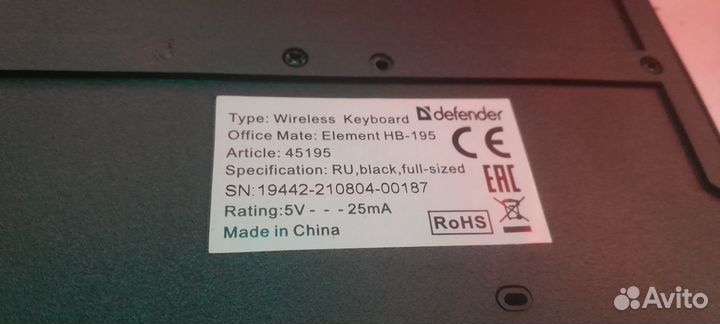 Type: Wireless Keyboard defender
Office Mate: Element HB-195
Article: 45195 CE
Specification: RU,black,full-sized
SN:19442-210804-00187 EAC
Rating:5V - - - 25mA
Made in China RoHS
Avito